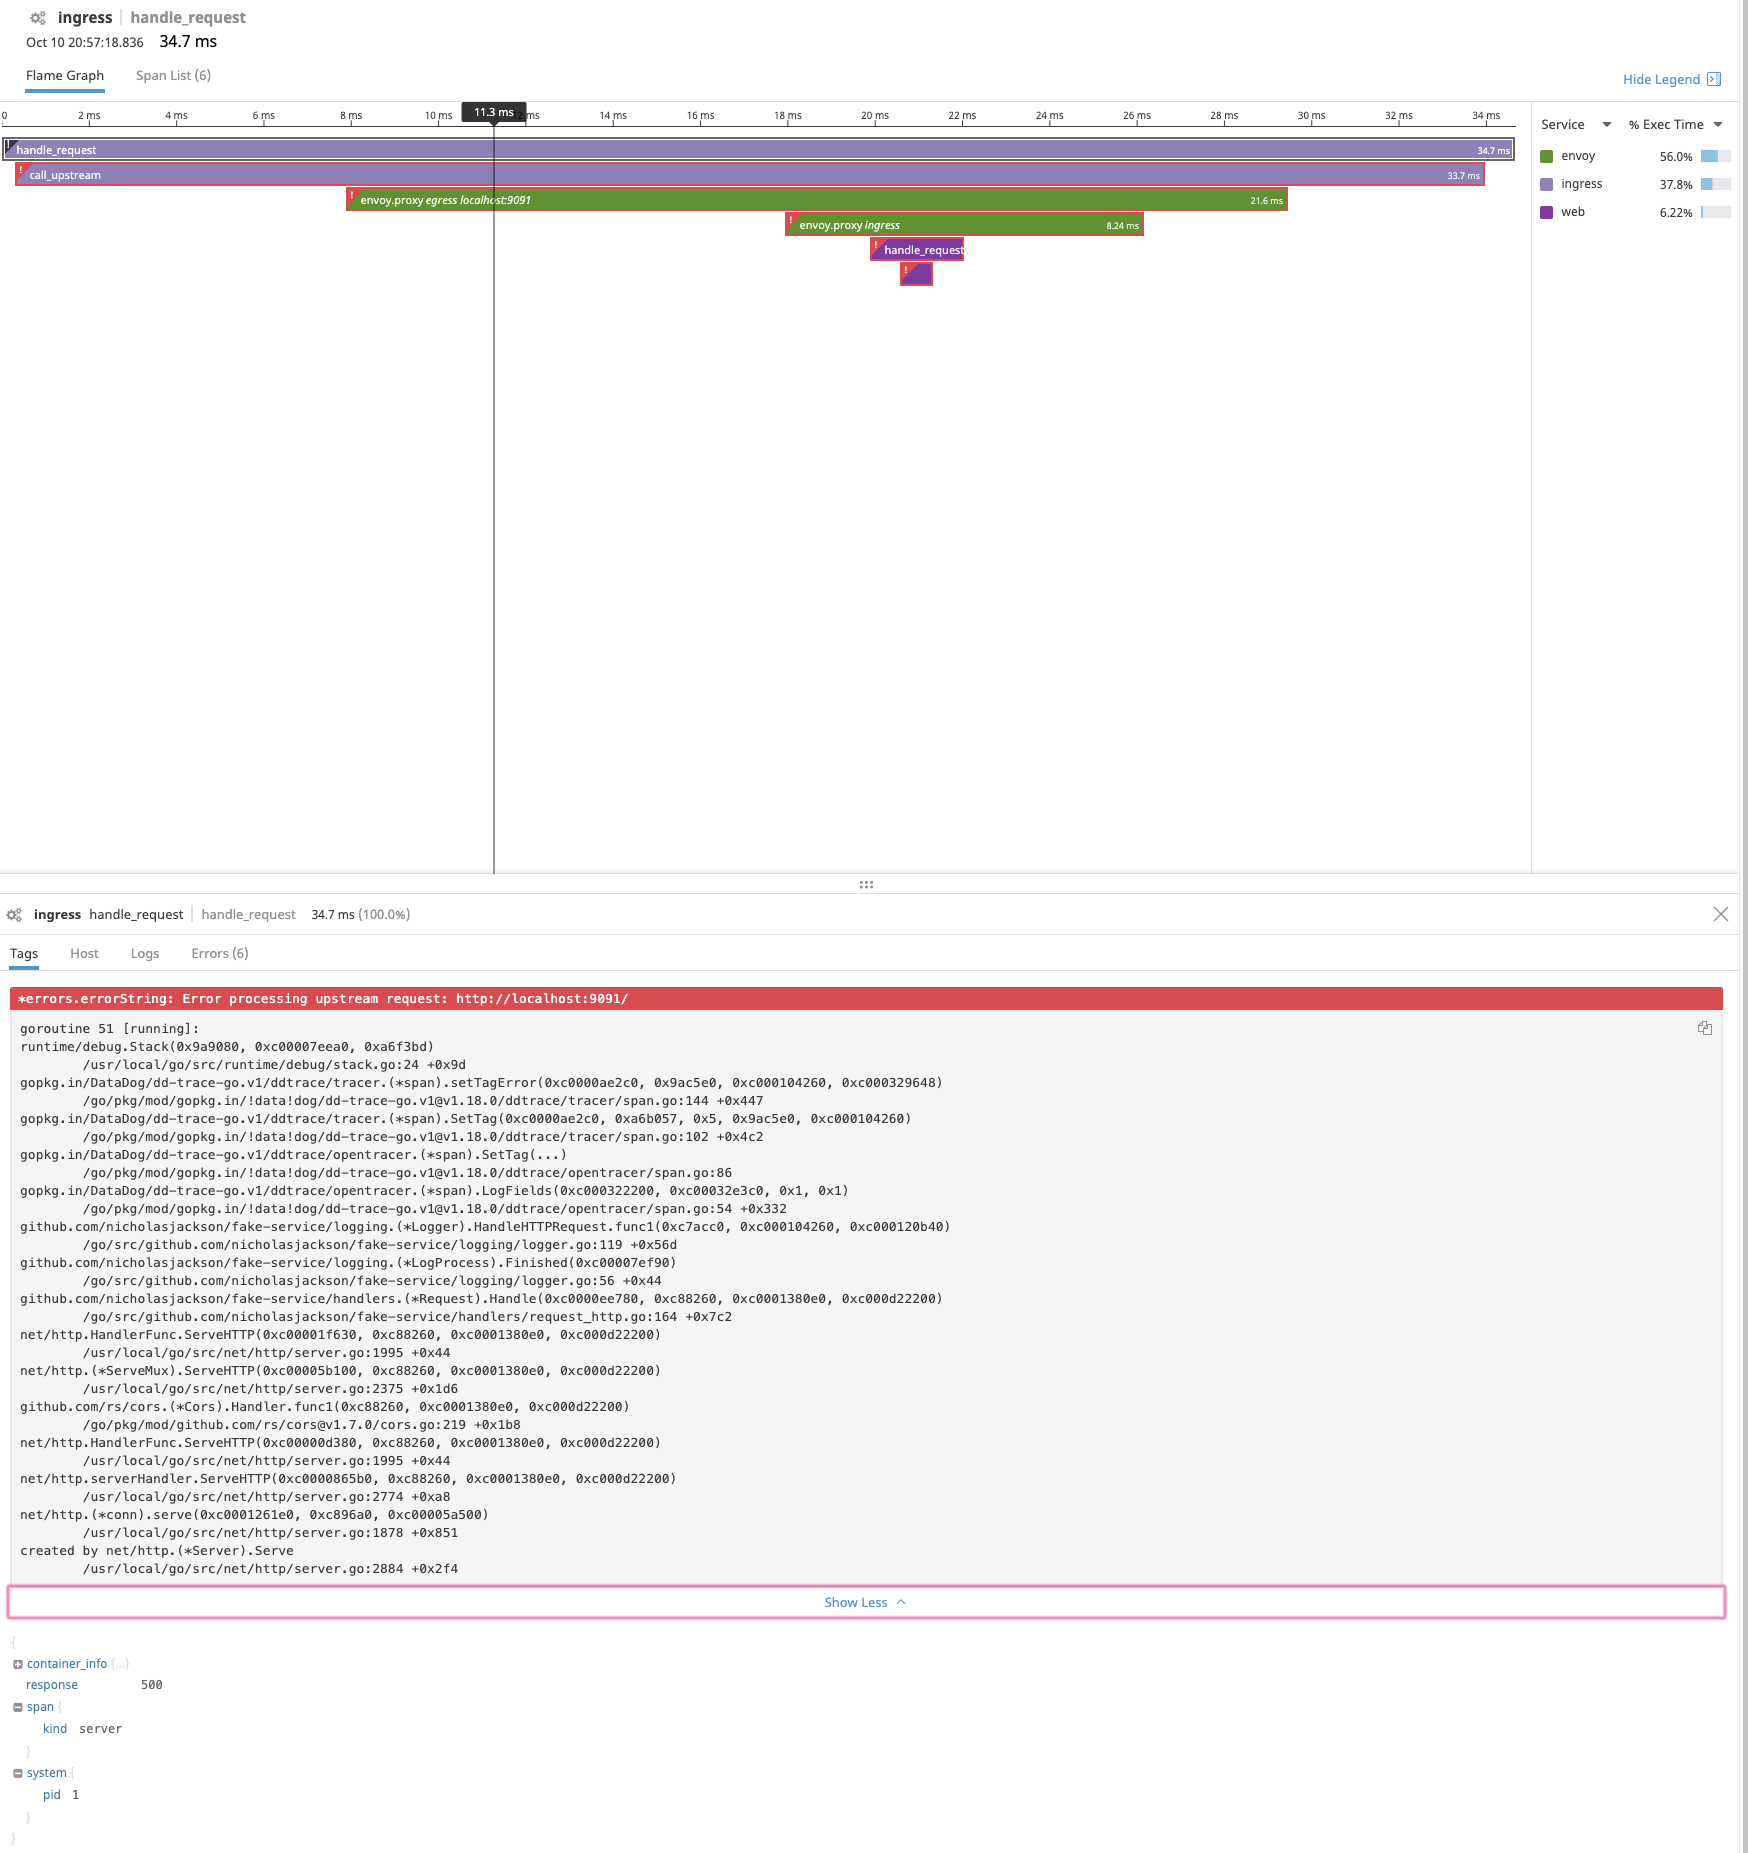 ingress | handle_request
Oct 10 20:57:18.836 34.7 ms
Flame Graph Span List (6)
Hide Legend
0 2 ms 4 ms 6 ms 8 ms 10 ms 11.3 ms ms 14 ms 16 ms 18 ms 20 ms 22 ms 24 ms 26 ms 28 ms 30 ms 32 ms 34 ms
Service % Exec Time
envoy 56.0%
ingress 37.8%
web 6.22%
! handle_request 34.7 ms
! call_upstream 33.7 ms
! envoy.proxy egress localhost:9091 21.6 ms
! envoy.proxy ingress 8.24 ms
! handle_request
!
ingress handle_request | handle_request 34.7 ms (100.0%)
Tags Host Logs Errors (6)
*errors.errorString: Error processing upstream request: http://localhost:9091/
goroutine 51 [running]:
runtime/debug.Stack(0x9a9080, 0xc00007eea0, 0xa6f3bd)
/usr/local/go/src/runtime/debug/stack.go:24 +0x9d
gopkg.in/DataDog/dd-trace-go.v1/ddtrace/tracer.(*span).setTagError(0xc0000ae2c0, 0x9ac5e0, 0xc000104260, 0xc000329648)
/go/pkg/mod/gopkg.in/!data!dog/dd-trace-go.v1@v1.18.0/ddtrace/tracer/span.go:144 +0x447
gopkg.in/DataDog/dd-trace-go.v1/ddtrace/tracer.(*span).SetTag(0xc0000ae2c0, 0xa6b057, 0x5, 0x9ac5e0, 0xc000104260)
/go/pkg/mod/gopkg.in/!data!dog/dd-trace-go.v1@v1.18.0/ddtrace/tracer/span.go:102 +0x4c2
gopkg.in/DataDog/dd-trace-go.v1/ddtrace/opentracer.(*span).SetTag(...)
/go/pkg/mod/gopkg.in/!data!dog/dd-trace-go.v1@v1.18.0/ddtrace/opentracer/span.go:86
gopkg.in/DataDog/dd-trace-go.v1/ddtrace/opentracer.(*span).LogFields(0xc000322200, 0xc00032e3c0, 0x1, 0x1)
/go/pkg/mod/gopkg.in/!data!dog/dd-trace-go.v1@v1.18.0/ddtrace/opentracer/span.go:54 +0x332
github.com/nicholasjackson/fake-service/logging.(*Logger).HandleHTTPRequest.func1(0xc7acc0, 0xc000104260, 0xc000120b40)
/go/src/github.com/nicholasjackson/fake-service/logging/logger.go:119 +0x56d
github.com/nicholasjackson/fake-service/logging.(*LogProcess).Finished(0xc00007ef90)
/go/src/github.com/nicholasjackson/fake-service/logging/logger.go:56 +0x44
github.com/nicholasjackson/fake-service/handlers.(*Request).Handle(0xc0000ee780, 0xc88260, 0xc0001380e0, 0xc000d22200)
/go/src/github.com/nicholasjackson/fake-service/handlers/request_http.go:164 +0x7c2
net/http.HandlerFunc.ServeHTTP(0xc00001f630, 0xc88260, 0xc0001380e0, 0xc000d22200)
/usr/local/go/src/net/http/server.go:1995 +0x44
net/http.(*ServeMux).ServeHTTP(0xc00005b100, 0xc88260, 0xc0001380e0, 0xc000d22200)
/usr/local/go/src/net/http/server.go:2375 +0x1d6
github.com/rs/cors.(*Cors).Handler.func1(0xc88260, 0xc0001380e0, 0xc000d22200)
/go/pkg/mod/github.com/rs/cors@v1.7.0/cors.go:219 +0x1b8
net/http.HandlerFunc.ServeHTTP(0xc00000d380, 0xc88260, 0xc0001380e0, 0xc000d22200)
/usr/local/go/src/net/http/server.go:1995 +0x44
net/http.serverHandler.ServeHTTP(0xc0000865b0, 0xc88260, 0xc0001380e0, 0xc000d22200)
/usr/local/go/src/net/http/server.go:2774 +0xa8
net/http.(*conn).serve(0xc0001261e0, 0xc896a0, 0xc00005a500)
/usr/local/go/src/net/http/server.go:1878 +0x851
created by net/http.(*Server).Serve
/usr/local/go/src/net/http/server.go:2884 +0x2f4
Show Less
{
container_info {...}
response 500
span {
kind server
}
system {
pid 1
}
}